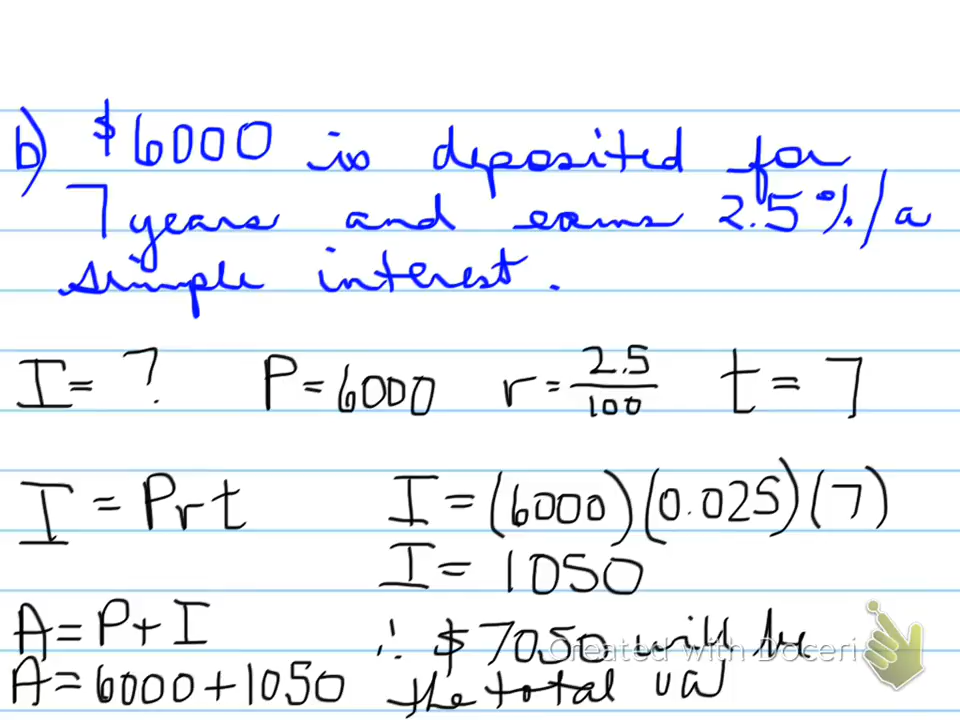 b) $6000 is deposited for
7 years and earns 2.5%/a
simple interest.
I = ? P = 6000 r = 2.5/100 t = 7
I = Prt I = (6000)(0.025)(7)
I = 1050
A = P + I ∴ $7050 will be
A = 6000 + 1050 the total va
Created with Doceri